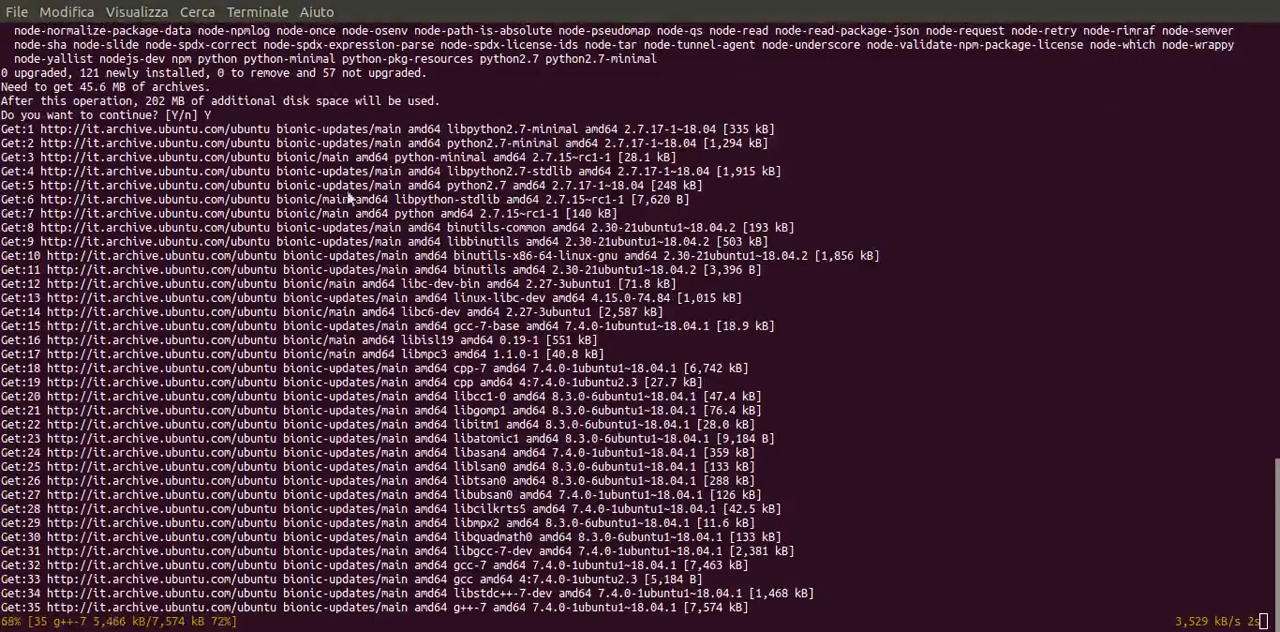 File Modifica Visualizza Cerca Terminale Aiuto
node-normalize-package-data node-npmlog node-once node-osenv node-path-is-absolute node-pseudomap node-qs node-read node-read-package-json node-request node-retry node-rimraf node-semver
node-sha node-slide node-spdx-correct node-spdx-expression-parse node-spdx-license-ids node-tar node-tunnel-agent node-underscore node-validate-npm-package-license node-which node-wrappy
node-yallist nodejs-dev npm python python-minimal python-pkg-resources python2.7 python2.7-minimal
0 upgraded, 121 newly installed, 0 to remove and 57 not upgraded.
Need to get 45.6 MB of archives.
After this operation, 202 MB of additional disk space will be used.
Do you want to continue? [Y/n] Y
Get:1 http://it.archive.ubuntu.com/ubuntu bionic-updates/main amd64 libpython2.7-minimal amd64 2.7.17-1~18.04 [335 kB]
Get:2 http://it.archive.ubuntu.com/ubuntu bionic-updates/main amd64 python2.7-minimal amd64 2.7.17-1~18.04 [1,294 kB]
Get:3 http://it.archive.ubuntu.com/ubuntu bionic/main amd64 python-minimal amd64 2.7.15~rc1-1 [28.1 kB]
Get:4 http://it.archive.ubuntu.com/ubuntu bionic-updates/main amd64 libpython2.7-stdlib amd64 2.7.17-1~18.04 [1,915 kB]
Get:5 http://it.archive.ubuntu.com/ubuntu bionic-updates/main amd64 python2.7 amd64 2.7.17-1~18.04 [248 kB]
Get:6 http://it.archive.ubuntu.com/ubuntu bionic/main amd64 libpython-stdlib amd64 2.7.15~rc1-1 [7,620 B]
Get:7 http://it.archive.ubuntu.com/ubuntu bionic/main amd64 python amd64 2.7.15~rc1-1 [140 kB]
Get:8 http://it.archive.ubuntu.com/ubuntu bionic-updates/main amd64 binutils-common amd64 2.30-21ubuntu1~18.04.2 [193 kB]
Get:9 http://it.archive.ubuntu.com/ubuntu bionic-updates/main amd64 libbinutils amd64 2.30-21ubuntu1~18.04.2 [503 kB]
Get:10 http://it.archive.ubuntu.com/ubuntu bionic-updates/main amd64 binutils-x86-64-linux-gnu amd64 2.30-21ubuntu1~18.04.2 [1,856 kB]
Get:11 http://it.archive.ubuntu.com/ubuntu bionic-updates/main amd64 binutils amd64 2.30-21ubuntu1~18.04.2 [3,396 B]
Get:12 http://it.archive.ubuntu.com/ubuntu bionic/main amd64 libc-dev-bin amd64 2.27-3ubuntu1 [71.8 kB]
Get:13 http://it.archive.ubuntu.com/ubuntu bionic-updates/main amd64 linux-libc-dev amd64 4.15.0-74.84 [1,015 kB]
Get:14 http://it.archive.ubuntu.com/ubuntu bionic/main amd64 libc6-dev amd64 2.27-3ubuntu1 [2,587 kB]
Get:15 http://it.archive.ubuntu.com/ubuntu bionic-updates/main amd64 gcc-7-base amd64 7.4.0-1ubuntu1~18.04.1 [18.9 kB]
Get:16 http://it.archive.ubuntu.com/ubuntu bionic/main amd64 libisl19 amd64 0.19-1 [551 kB]
Get:17 http://it.archive.ubuntu.com/ubuntu bionic/main amd64 libmpc3 amd64 1.1.0-1 [40.8 kB]
Get:18 http://it.archive.ubuntu.com/ubuntu bionic-updates/main amd64 cpp-7 amd64 7.4.0-1ubuntu1~18.04.1 [6,742 kB]
Get:19 http://it.archive.ubuntu.com/ubuntu bionic-updates/main amd64 cpp amd64 4:7.4.0-1ubuntu2.3 [27.7 kB]
Get:20 http://it.archive.ubuntu.com/ubuntu bionic-updates/main amd64 libcc1-0 amd64 8.3.0-6ubuntu1~18.04.1 [47.4 kB]
Get:21 http://it.archive.ubuntu.com/ubuntu bionic-updates/main amd64 libgomp1 amd64 8.3.0-6ubuntu1~18.04.1 [76.4 kB]
Get:22 http://it.archive.ubuntu.com/ubuntu bionic-updates/main amd64 libitm1 amd64 8.3.0-6ubuntu1~18.04.1 [28.0 kB]
Get:23 http://it.archive.ubuntu.com/ubuntu bionic-updates/main amd64 libatomic1 amd64 8.3.0-6ubuntu1~18.04.1 [9,184 B]
Get:24 http://it.archive.ubuntu.com/ubuntu bionic-updates/main amd64 libasan4 amd64 7.4.0-1ubuntu1~18.04.1 [359 kB]
Get:25 http://it.archive.ubuntu.com/ubuntu bionic-updates/main amd64 liblsan0 amd64 8.3.0-6ubuntu1~18.04.1 [133 kB]
Get:26 http://it.archive.ubuntu.com/ubuntu bionic-updates/main amd64 libtsan0 amd64 8.3.0-6ubuntu1~18.04.1 [288 kB]
Get:27 http://it.archive.ubuntu.com/ubuntu bionic-updates/main amd64 libubsan0 amd64 7.4.0-1ubuntu1~18.04.1 [126 kB]
Get:28 http://it.archive.ubuntu.com/ubuntu bionic-updates/main amd64 libcilkrts5 amd64 7.4.0-1ubuntu1~18.04.1 [42.5 kB]
Get:29 http://it.archive.ubuntu.com/ubuntu bionic-updates/main amd64 libmpx2 amd64 8.3.0-6ubuntu1~18.04.1 [11.6 kB]
Get:30 http://it.archive.ubuntu.com/ubuntu bionic-updates/main amd64 libquadmath0 amd64 8.3.0-6ubuntu1~18.04.1 [133 kB]
Get:31 http://it.archive.ubuntu.com/ubuntu bionic-updates/main amd64 libgcc-7-dev amd64 7.4.0-1ubuntu1~18.04.1 [2,381 kB]
Get:32 http://it.archive.ubuntu.com/ubuntu bionic-updates/main amd64 gcc-7 amd64 7.4.0-1ubuntu1~18.04.1 [7,463 kB]
Get:33 http://it.archive.ubuntu.com/ubuntu bionic-updates/main amd64 gcc amd64 4:7.4.0-1ubuntu2.3 [5,184 B]
Get:34 http://it.archive.ubuntu.com/ubuntu bionic-updates/main amd64 libstdc++-7-dev amd64 7.4.0-1ubuntu1~18.04.1 [1,468 kB]
Get:35 http://it.archive.ubuntu.com/ubuntu bionic-updates/main amd64 g++-7 amd64 7.4.0-1ubuntu1~18.04.1 [7,574 kB]
68% [35 g++-7 5,466 kB/7,574 kB 72%] 3,529 kB/s 2s